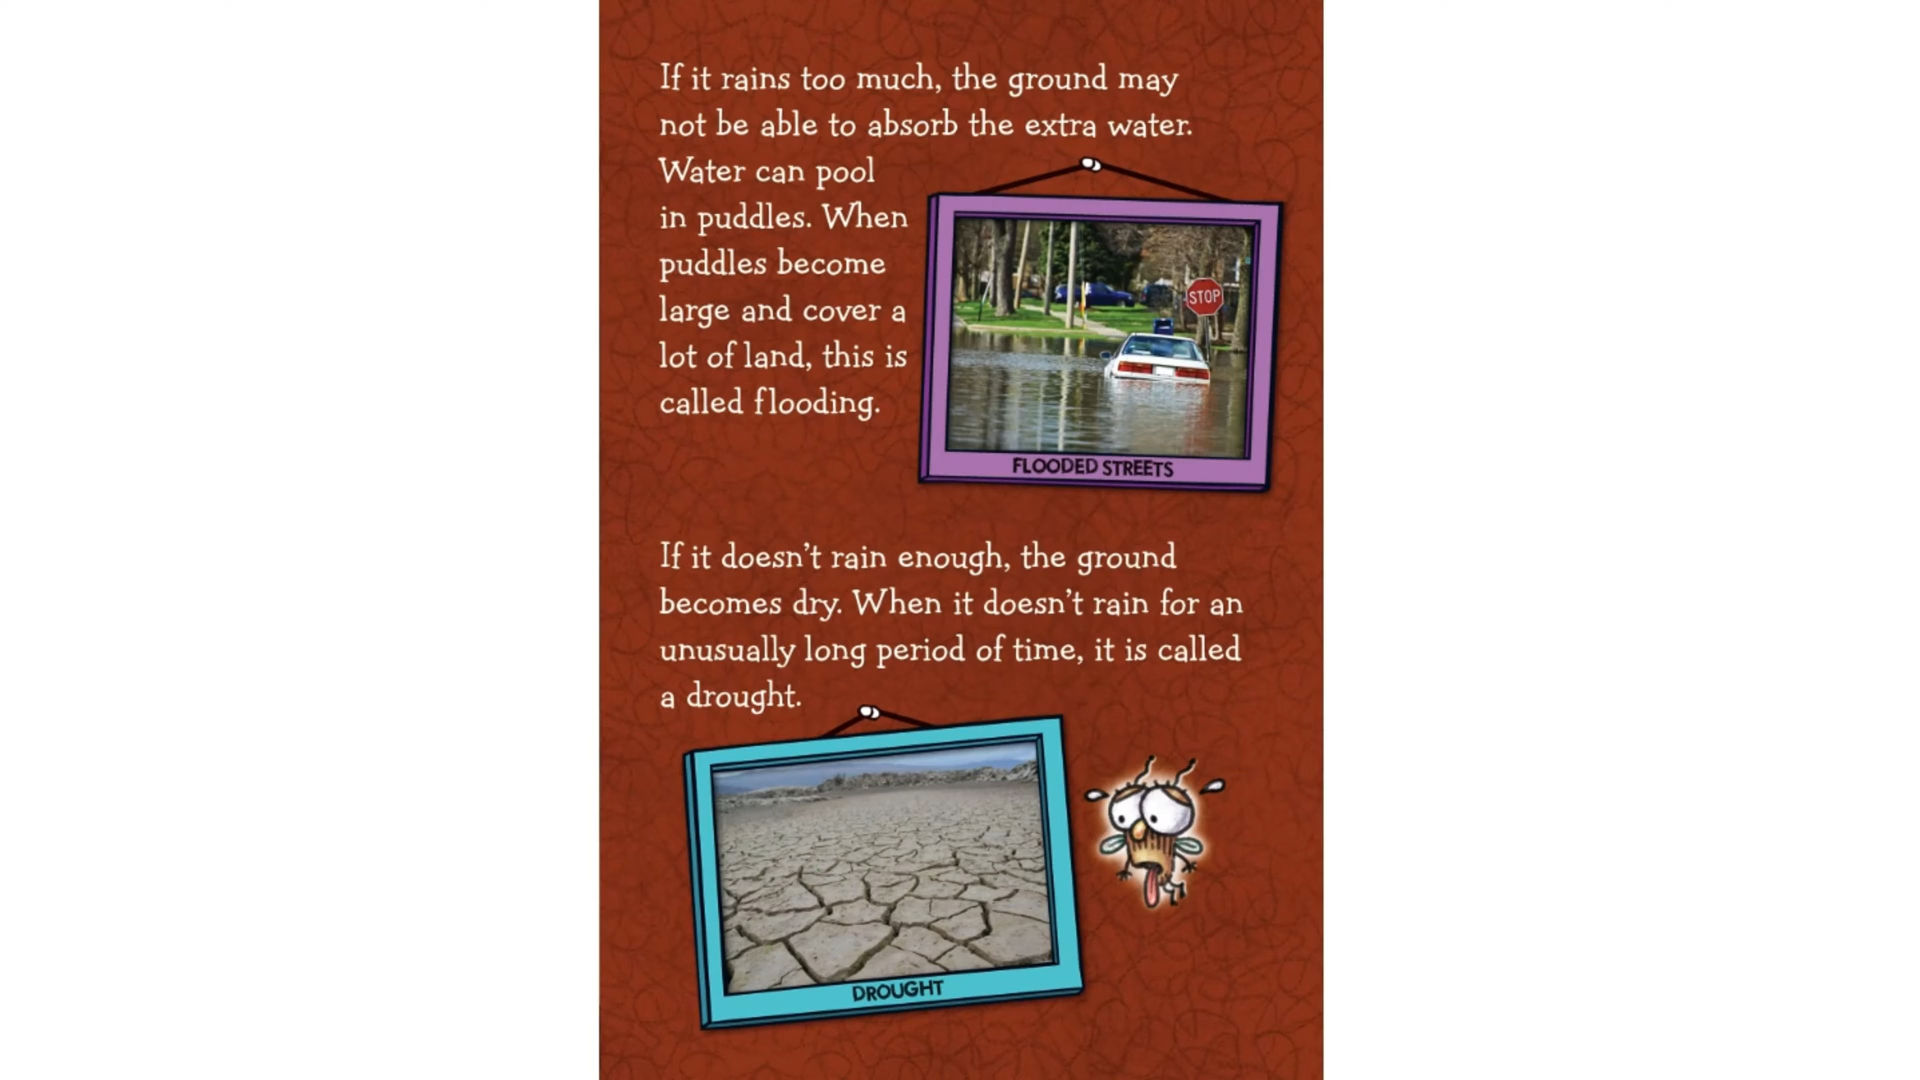 If it rains too much, the ground may
not be able to absorb the extra water.
Water can pool
in puddles. When
puddles become
large and cover a
lot of land, this is
called flooding.
STOP
FLOODED STREETS
If it doesn’t rain enough, the ground
becomes dry. When it doesn’t rain for an
unusually long period of time, it is called
a drought.
DROUGHT